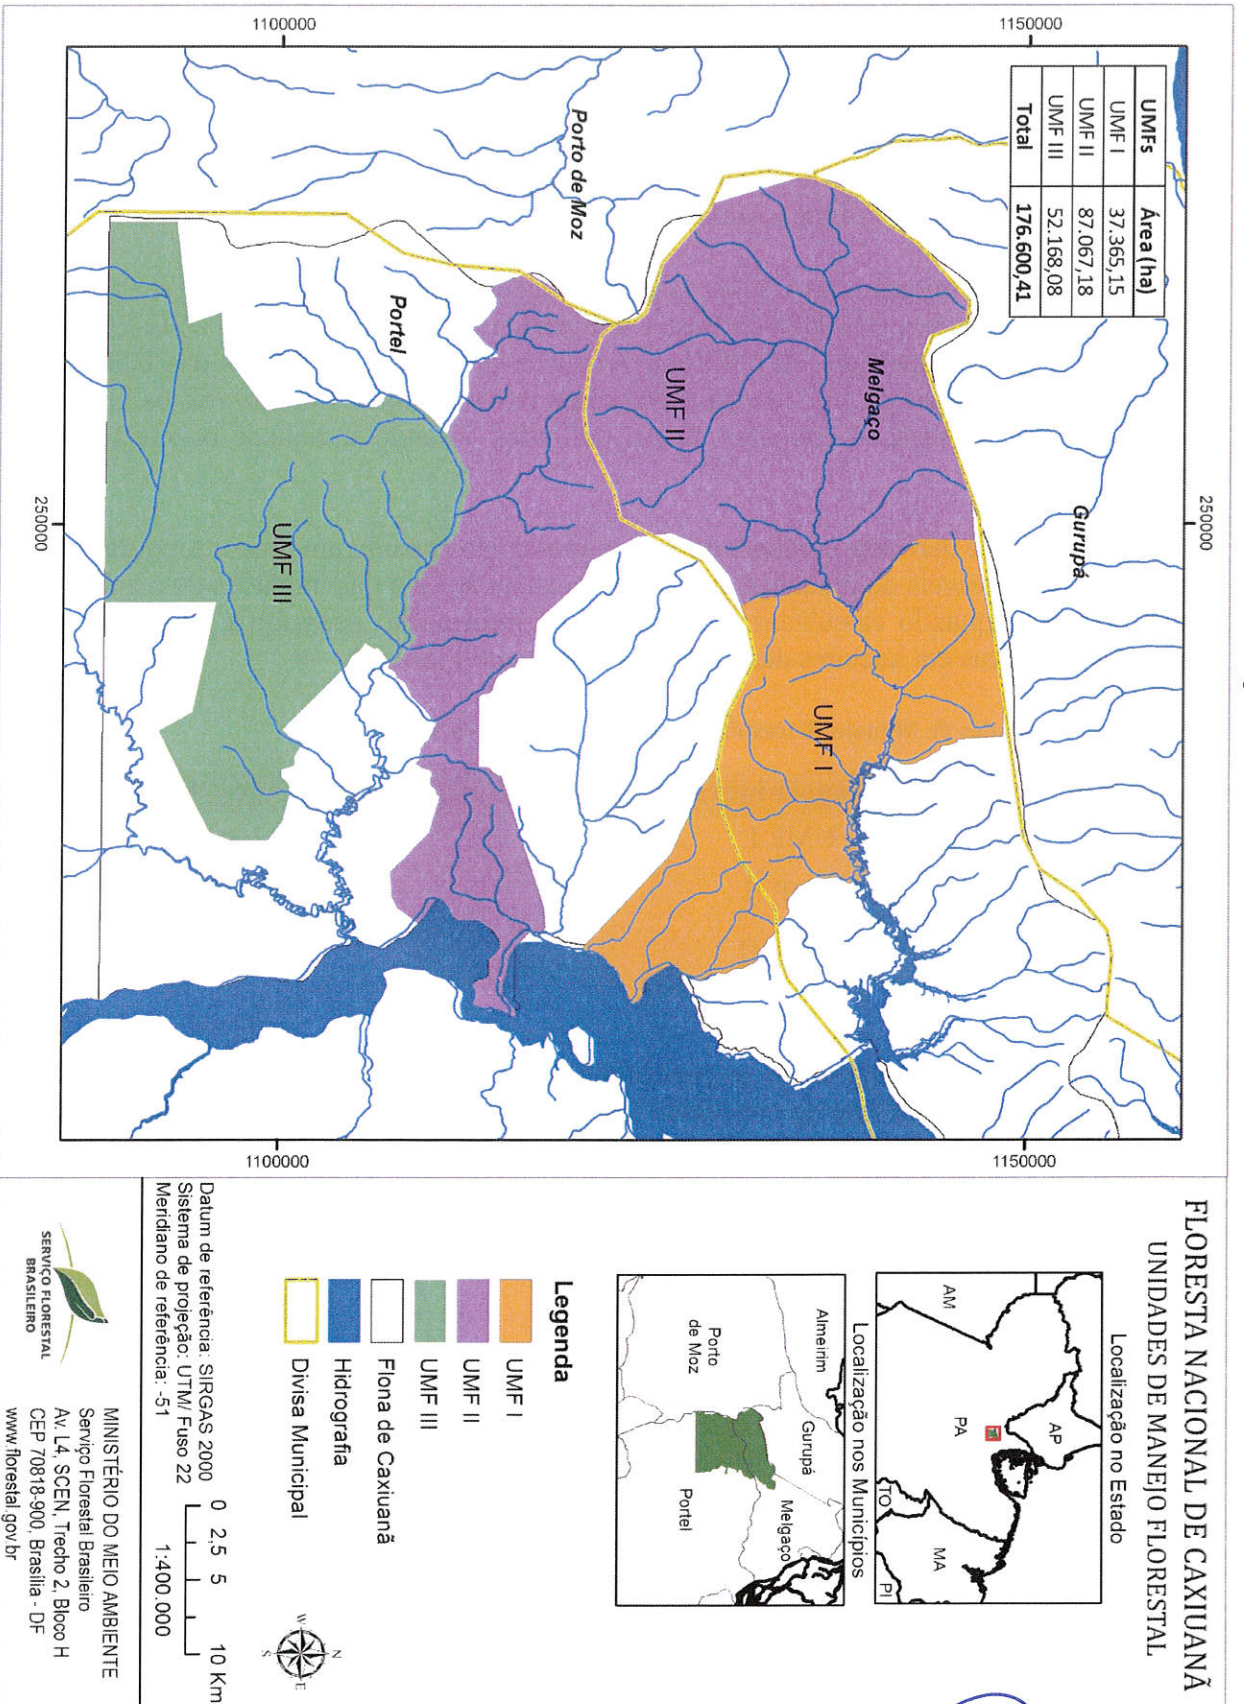 FLORESTA NACIONAL DE CAXIUANÃ
UNIDADES DE MANEJO FLORESTAL
Localização no Estado
AM
AP
PA
TO
MA
PI
Localização nos Municípios
Almeirim
Gurupá
Melgaço
Porto
de Moz
Portel
Legenda
UMF I
UMF II
UMF III
Flona de Caxiuanã
Hidrografia
Divisa Municipal
N
W
E
S
0 2,5 5 10 Km
1:400.000
Datum de referência: SIRGAS 2000
Sistema de projeção: UTM/ Fuso 22
Meridiano de referência: -51
SERVIÇO FLORESTAL
BRASILEIRO
MINISTÉRIO DO MEIO AMBIENTE
Serviço Florestal Brasileiro
Av. L4, SCEN, Trecho 2, Bloco H
CEP 70818-900, Brasília - DF
www.florestal.gov.br
250000
1150000
1150000
UMFs Área (ha)
UMF I 37.365,15
UMF II 87.067,18
UMF III 52.168,08
Total 176.600,41
Gurupá
Melgaço
UMF I
UMF II
Porto de Moz
Portel
UMF III
1100000
1100000
250000